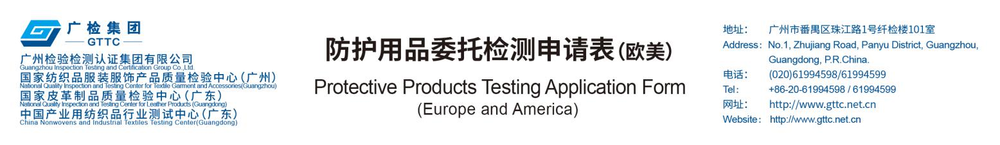 广检集团
GTTC
广州检验检测认证集团有限公司
Guangzhou Inspection Testing and Certification Group Co.,Ltd.
国家纺织品服装服饰产品质量检验中心（广州）
National Quality Inspection and Testing Center for Textile Garment and Accessories(Guangzhou)
国家皮革制品质量检验中心（广东）
National Quality Inspection and Testing Center for Leather Products (Guangdong)
中国产业用纺织品行业测试中心（广东）
China Nonwovens and Industrial Textiles Testing Center(Guangdong)
防护用品委托检测申请表（欧美）
Protective Products Testing Application Form
(Europe and America)
地址： 广州市番禺区珠江路1号纤检楼101室
Address： No.1, Zhujiang Road, Panyu District, Guangzhou,
Guangdong, P.R.China.
电话： (020)61994598/61994599
Tel： +86-20-61994598 / 61994599
网址： http://www.gttc.net.cn
Website： http://www.gttc.net.cn